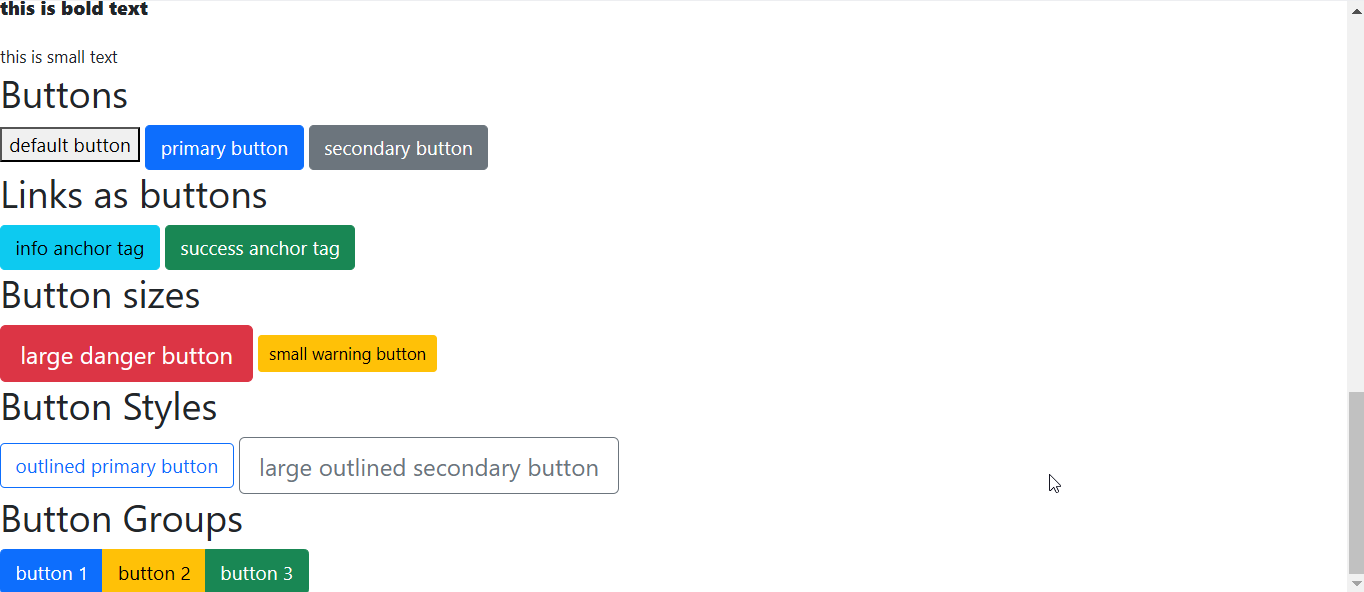 this is bold text
this is small text
Buttons
default button primary button secondary button
Links as buttons
info anchor tag success anchor tag
Button sizes
large danger button small warning button
Button Styles
outlined primary button large outlined secondary button
Button Groups
button 1 button 2 button 3